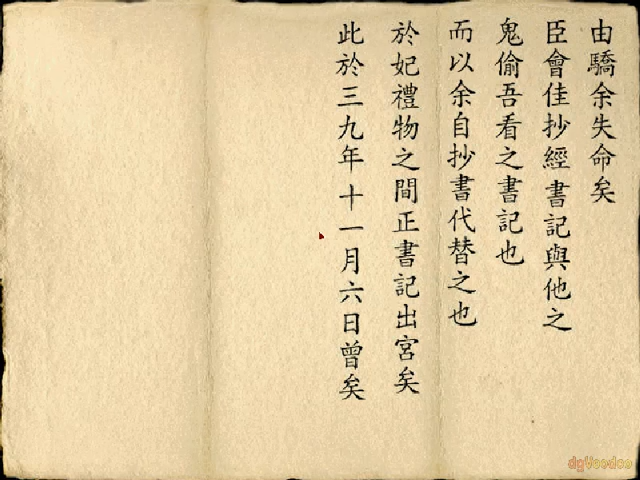 由驕余失命矣
臣會佳抄經書記與他之
鬼偷吾看之書記也
而以余自抄書代替之也
於妃禮物之間正書記出宮矣
此於三九年十一月六日曾矣
dgVoodoo